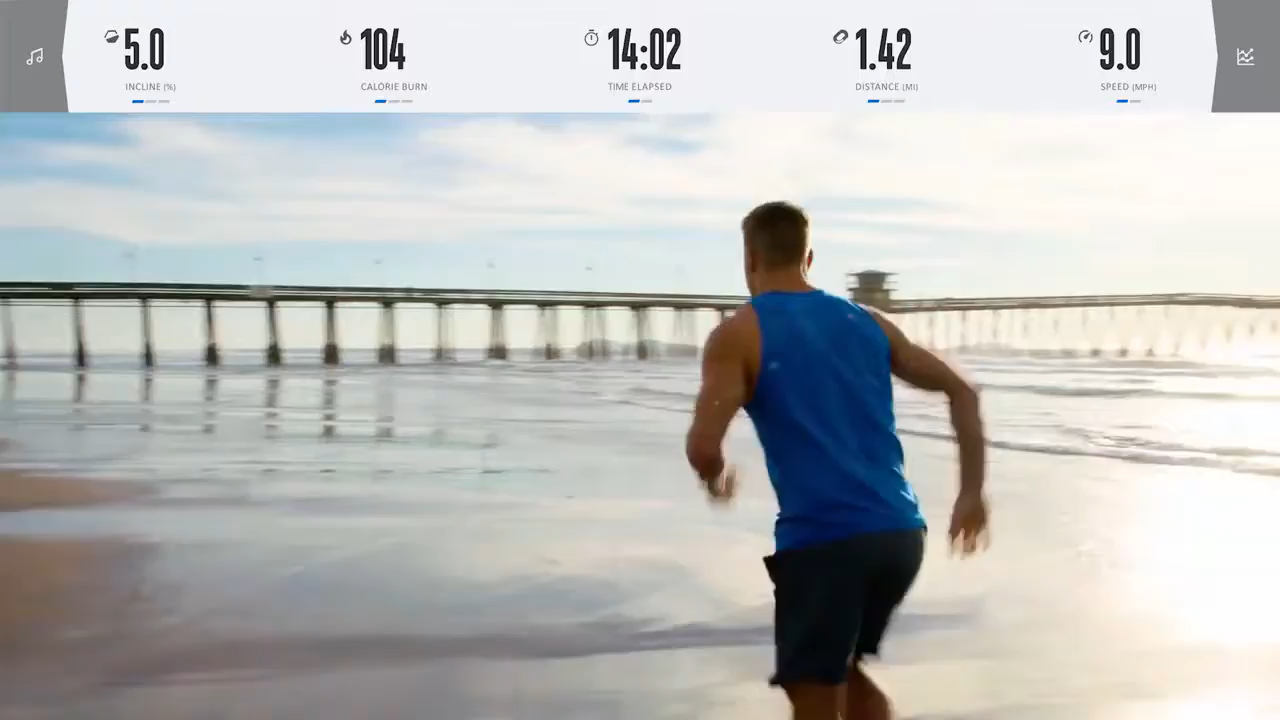 5.0
INCLINE (%)
104
CALORIE BURN
14:02
TIME ELAPSED
1.42
DISTANCE (MI)
9.0
SPEED (MPH)